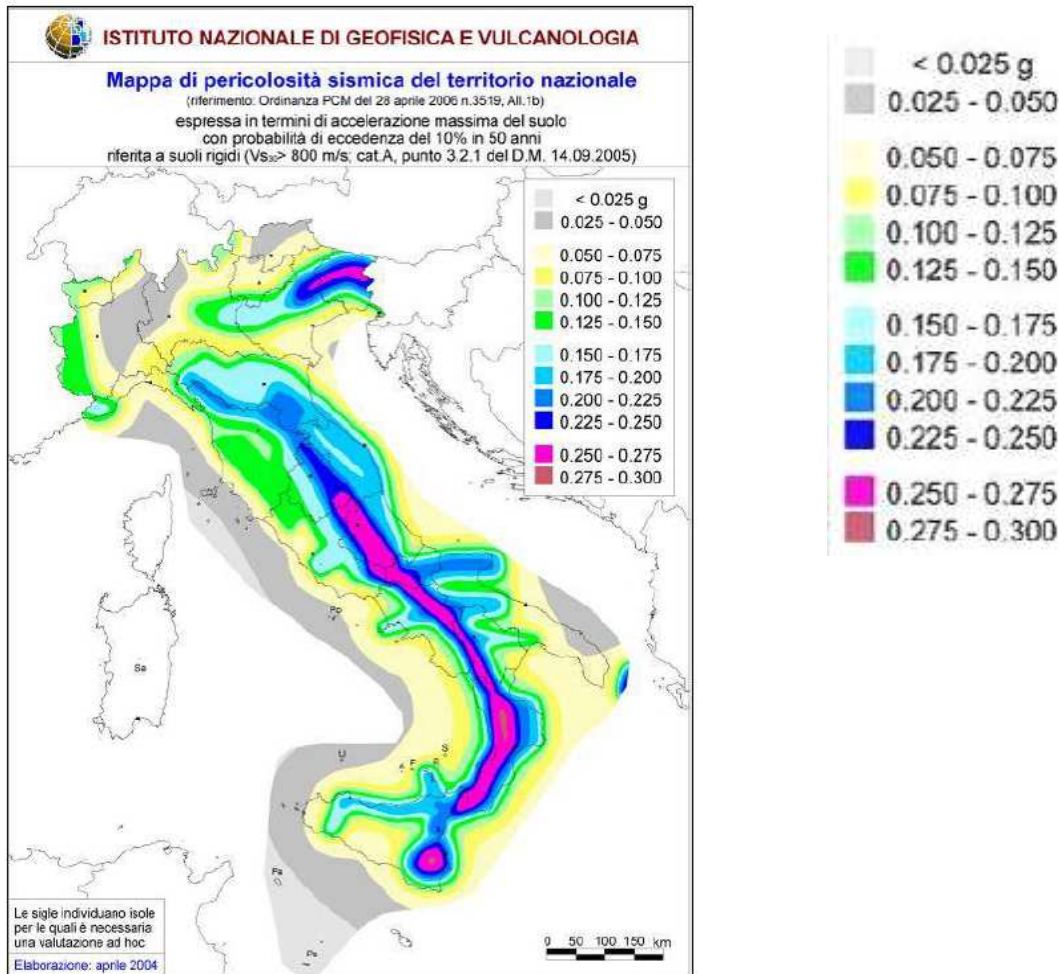 ISTITUTO NAZIONALE DI GEOFISICA E VULCANOLOGIA
Mappa di pericolosità sismica del territorio nazionale
(riferimento: Ordinanza PCM del 28 aprile 2006 n.3519, All.1b)
espressa in termini di accelerazione massima del suolo
con probabilità di eccedenza del 10% in 50 anni
riferita a suoli rigidi (Vs30> 800 m/s; cat.A, punto 3.2.1 del D.M. 14.09.2005)
< 0.025 g
0.025 - 0.050
0.050 - 0.075
0.075 - 0.100
0.100 - 0.125
0.125 - 0.150
0.150 - 0.175
0.175 - 0.200
0.200 - 0.225
0.225 - 0.250
0.250 - 0.275
0.275 - 0.300
Po
Sa
U
S
A
F
Pa
Le sigle individuano isole
per le quali è necessaria
una valutazione ad hoc
Elaborazione: aprile 2004
0 50 100 150 km
< 0.025 g
0.025 - 0.050
0.050 - 0.075
0.075 - 0.100
0.100 - 0.125
0.125 - 0.150
0.150 - 0.175
0.175 - 0.200
0.200 - 0.225
0.225 - 0.250
0.250 - 0.275
0.275 - 0.300